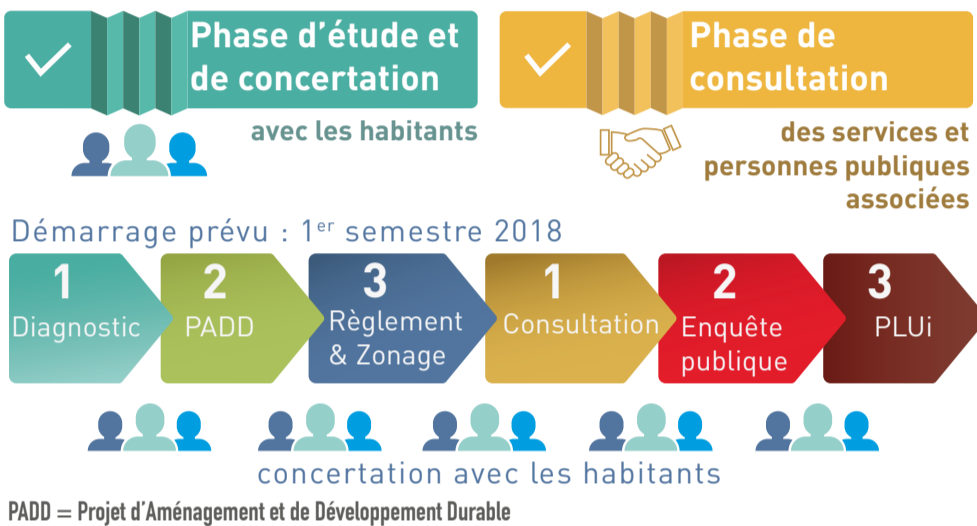 Phase d'étude et
de concertation
avec les habitants
Phase de
consultation
des services et
personnes publiques
associées
Démarrage prévu : 1er semestre 2018
1
Diagnostic
2
PADD
3
Règlement
& Zonage
1
Consultation
2
Enquête
publique
3
PLUi
concertation avec les habitants
PADD = Projet d'Aménagement et de Développement Durable